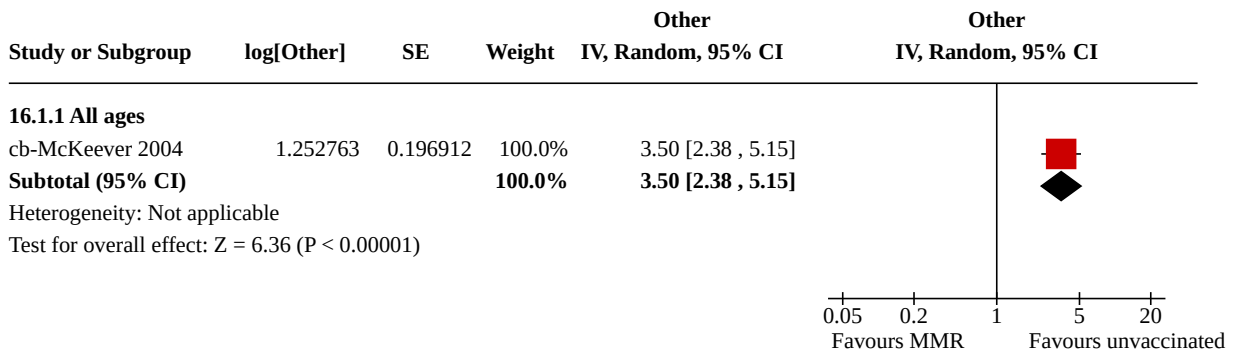 Other Other
Study or Subgroup log[Other] SE Weight IV, Random, 95% CI IV, Random, 95% CI
16.1.1 All ages
cb-McKeever 2004 1.252763 0.196912 100.0% 3.50 [2.38 , 5.15]
Subtotal (95% CI) 100.0% 3.50 [2.38 , 5.15]
Heterogeneity: Not applicable
Test for overall effect: Z = 6.36 (P < 0.00001)
0.05 0.2 1 5 20
Favours MMR Favours unvaccinated